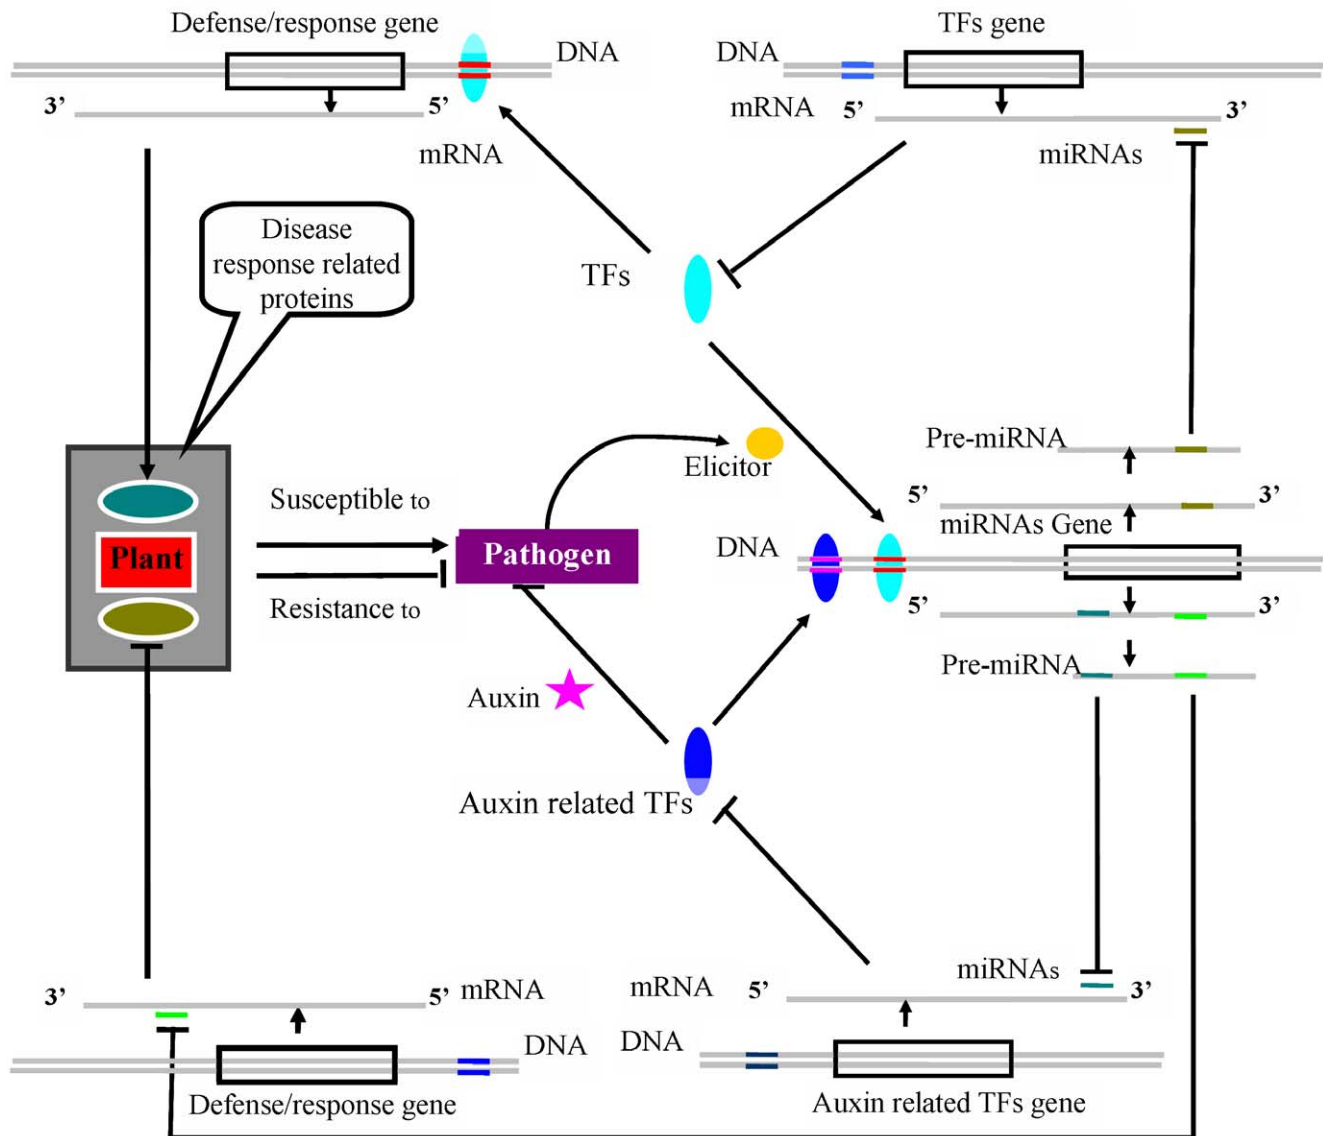 Defense/response gene
DNA
3’
5’
mRNA
TFs gene
DNA
mRNA
5’
3’
miRNAs
Disease
response related
proteins
TFs
Elicitor
Pre-miRNA
5’
3’
miRNAs Gene
DNA
5’
3’
Pre-miRNA
Susceptible to
Plant
Pathogen
Resistance to
Auxin
Auxin related TFs
3’
5’
mRNA
DNA
Defense/response gene
miRNAs
mRNA
5’
3’
DNA
Auxin related TFs gene